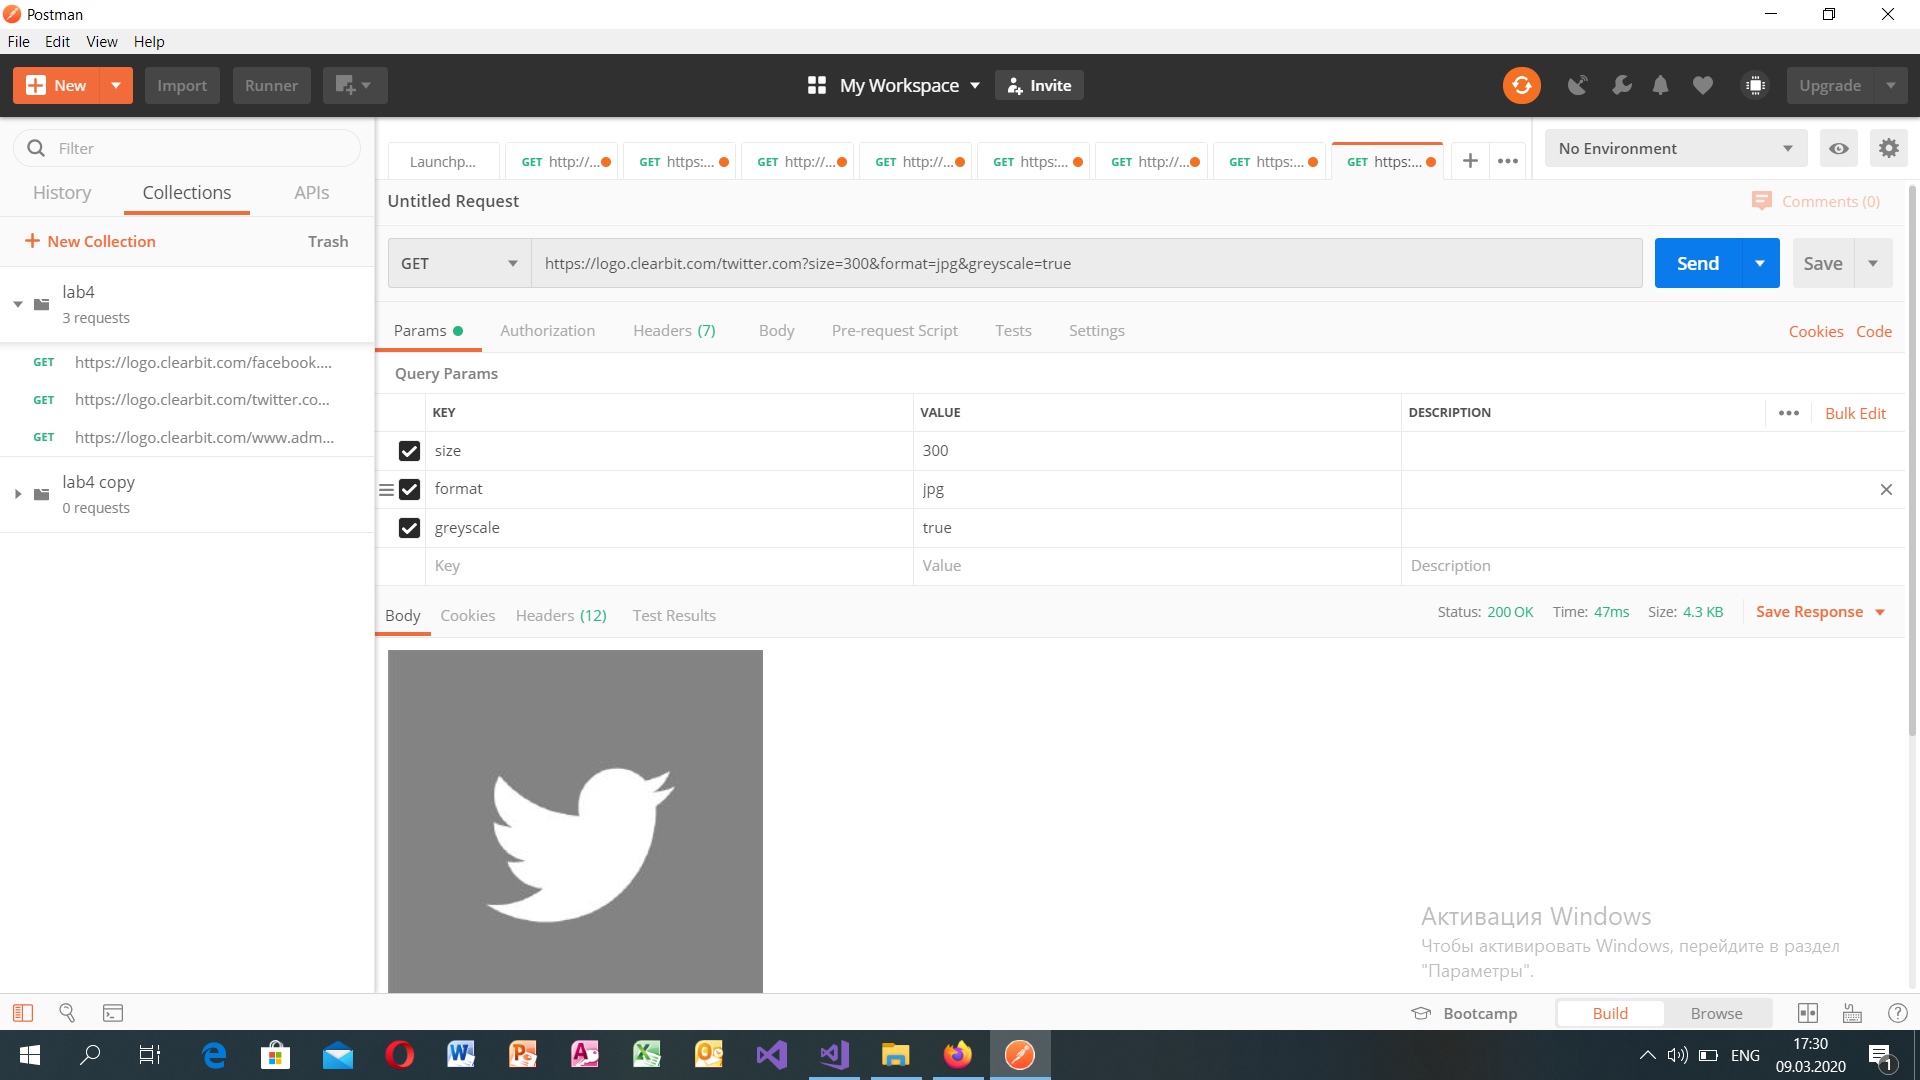 Postman
File Edit View Help
New Import Runner My Workspace Invite Upgrade
Filter
History Collections APIs
New Collection Trash
lab4
3 requests
GET https://logo.clearbit.com/facebook....
GET https://logo.clearbit.com/twitter.co...
GET https://logo.clearbit.com/www.adm...
lab4 copy
0 requests
Launchp... GET http://... GET https:... GET http://... GET http://... GET https:... GET http://... GET https:... GET https:... No Environment
Untitled Request Comments (0)
GET https://logo.clearbit.com/twitter.com?size=300&format=jpg&greyscale=true Send Save
Params Authorization Headers (7) Body Pre-request Script Tests Settings Cookies Code
Query Params
KEY VALUE DESCRIPTION Bulk Edit
size 300
format jpg
greyscale true
Key Value Description
Body Cookies Headers (12) Test Results Status: 200 OK Time: 47ms Size: 4.3 KB Save Response
Активация Windows
Чтобы активировать Windows, перейдите в раздел
"Параметры".
Bootcamp Build Browse
ENG 17:30
09.03.2020 1